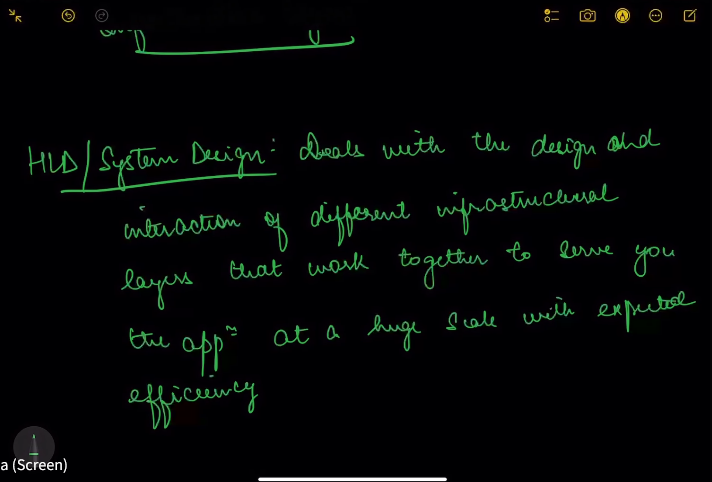 HLD/System Design: Deals with the design and
interaction of different infrastructural
layers that work together to serve you
the appⁿ at a huge scale with expected
efficiency
a (Screen)